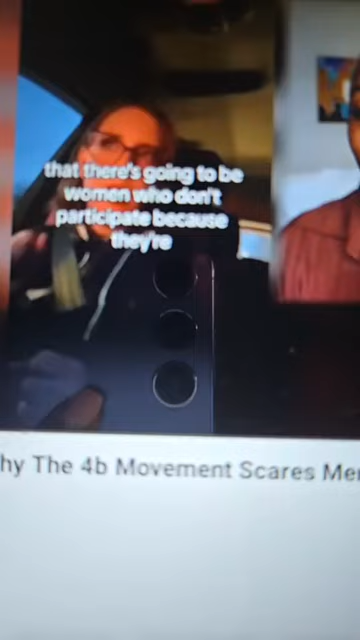 that there's going to be
women who don't
participate because
they're
hy The 4b Movement Scares Me